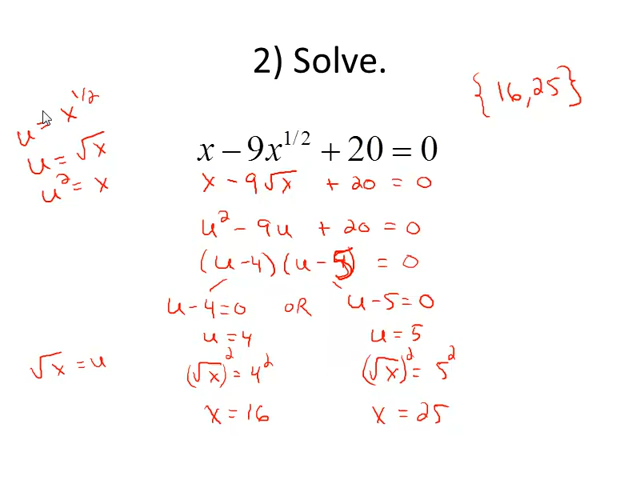 2) Solve.
{16,25}
u = x^1/2
u = √x
u² = x
x − 9x^1/2 + 20 = 0
x - 9√x + 20 = 0
u² - 9u + 20 = 0
(u-4)(u-5) = 0
u-4=0 OR u-5=0
u=4 u=5
√x = u (√x)² = 4² (√x)² = 5²
x=16 x=25